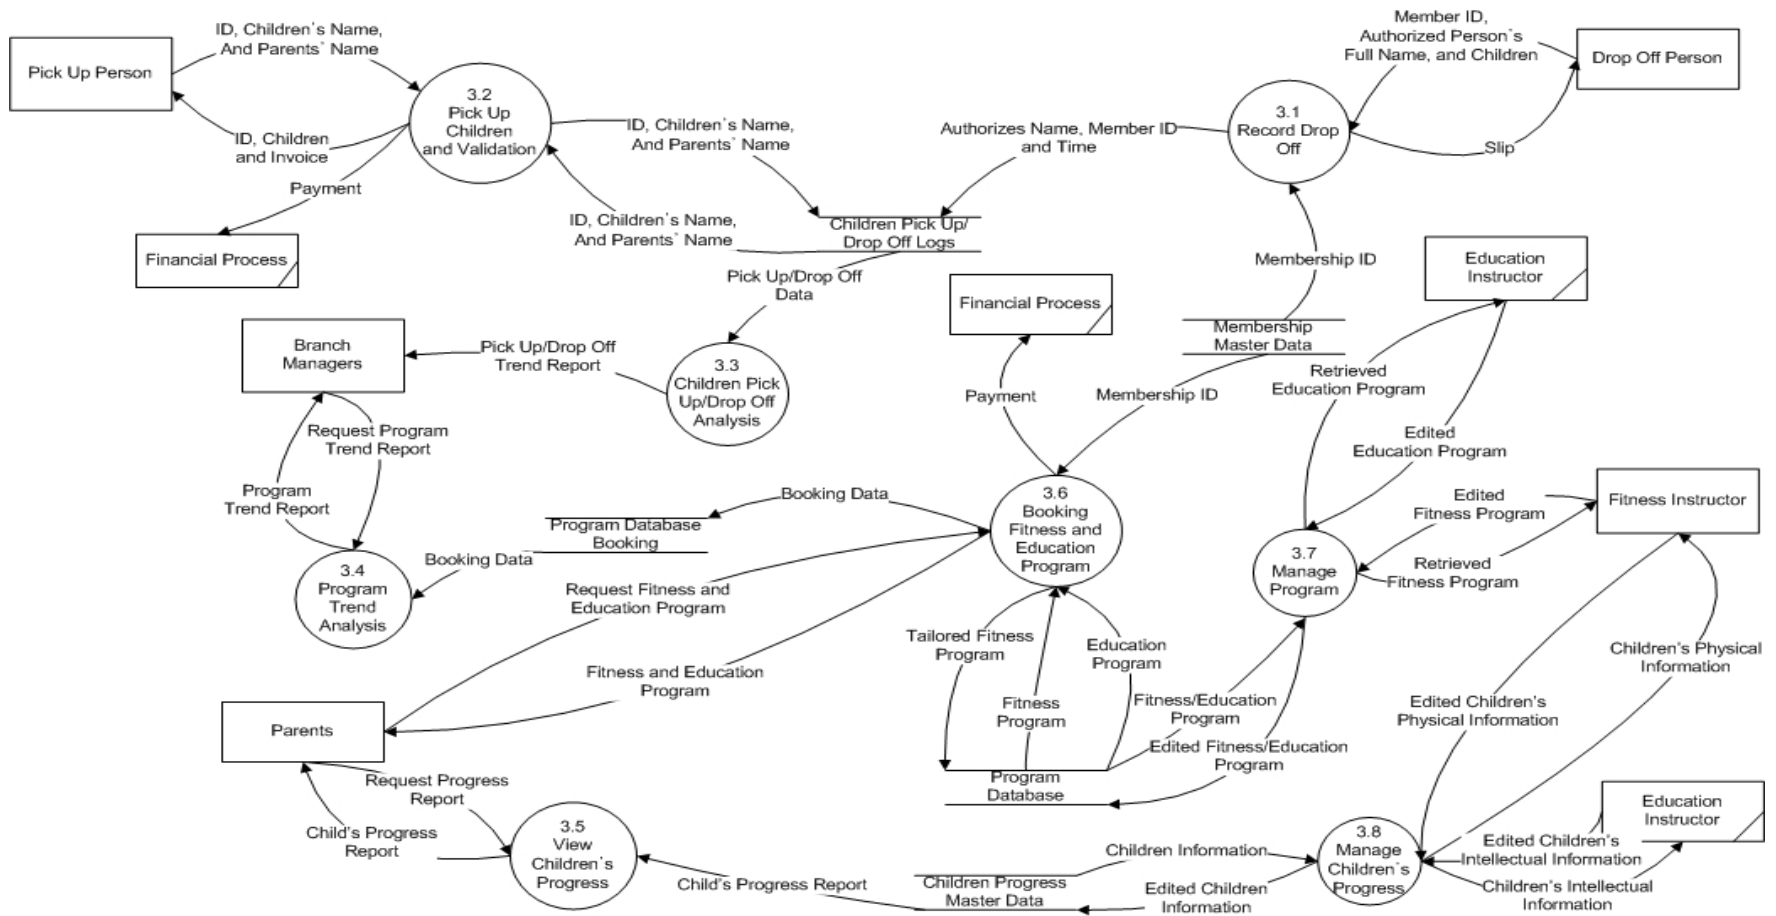 Pick Up Person
ID, Children`s Name,
And Parents` Name
3.2
Pick Up
Children
and Validation
ID, Children
and Invoice
Payment
Financial Process
ID, Children`s Name,
And Parents` Name
ID, Children`s Name,
And Parents` Name
Children Pick Up/
Drop Off Logs
Authorizes Name, Member ID
and Time
3.1
Record Drop
Off
Member ID,
Authorized Person`s
Full Name, and Children
Drop Off Person
Slip
Membership ID
Membership
Master Data
Membership ID
Pick Up/Drop Off
Data
3.3
Children Pick
Up/Drop Off
Analysis
Pick Up/Drop Off
Trend Report
Branch
Managers
Request Program
Trend Report
Program
Trend Report
3.4
Program
Trend
Analysis
Booking Data
Program Database
Booking
Booking Data
Financial Process
Payment
3.6
Booking
Fitness and
Education
Program
Education
Instructor
Retrieved
Education Program
Edited
Education Program
Fitness Instructor
Edited
Fitness Program
Retrieved
Fitness Program
3.7
Manage
Program
Request Fitness and
Education Program
Fitness and Education
Program
Parents
Tailored Fitness
Program
Fitness
Program
Education
Program
Fitness/Education
Program
Edited Fitness/Education
Program
Program
Database
Children's Physical
Information
Edited Children's
Physical Information
Request Progress
Report
Child's Progress
Report
3.5
View
Children`s
Progress
Child's Progress Report
Children Progress
Master Data
Children Information
Edited Children
Information
3.8
Manage
Children`s
Progress
Education
Instructor
Edited Children's
Intellectual Information
Children's Intellectual
Information